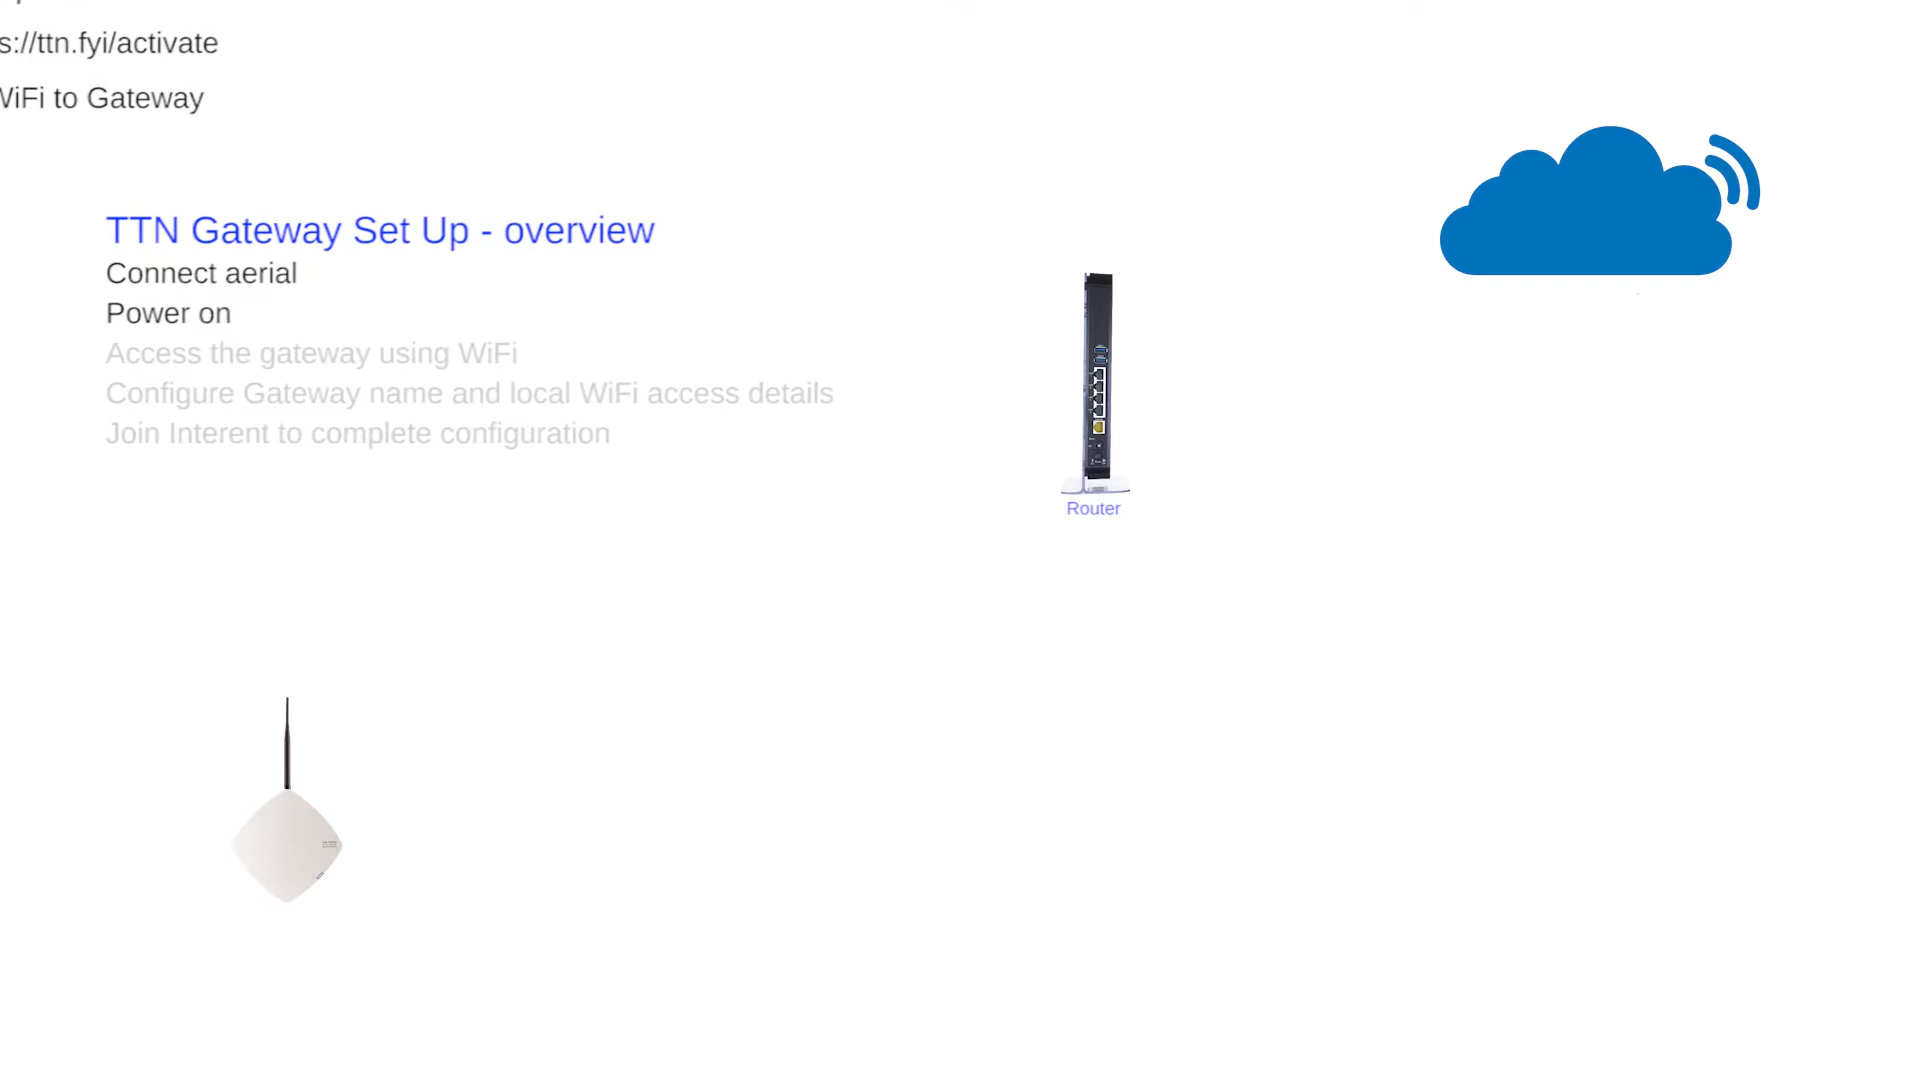 s://ttn.fyi/activate
WiFi to Gateway
TTN Gateway Set Up - overview
Connect aerial
Power on
Access the gateway using WiFi
Configure Gateway name and local WiFi access details
Join Interent to complete configuration
Router